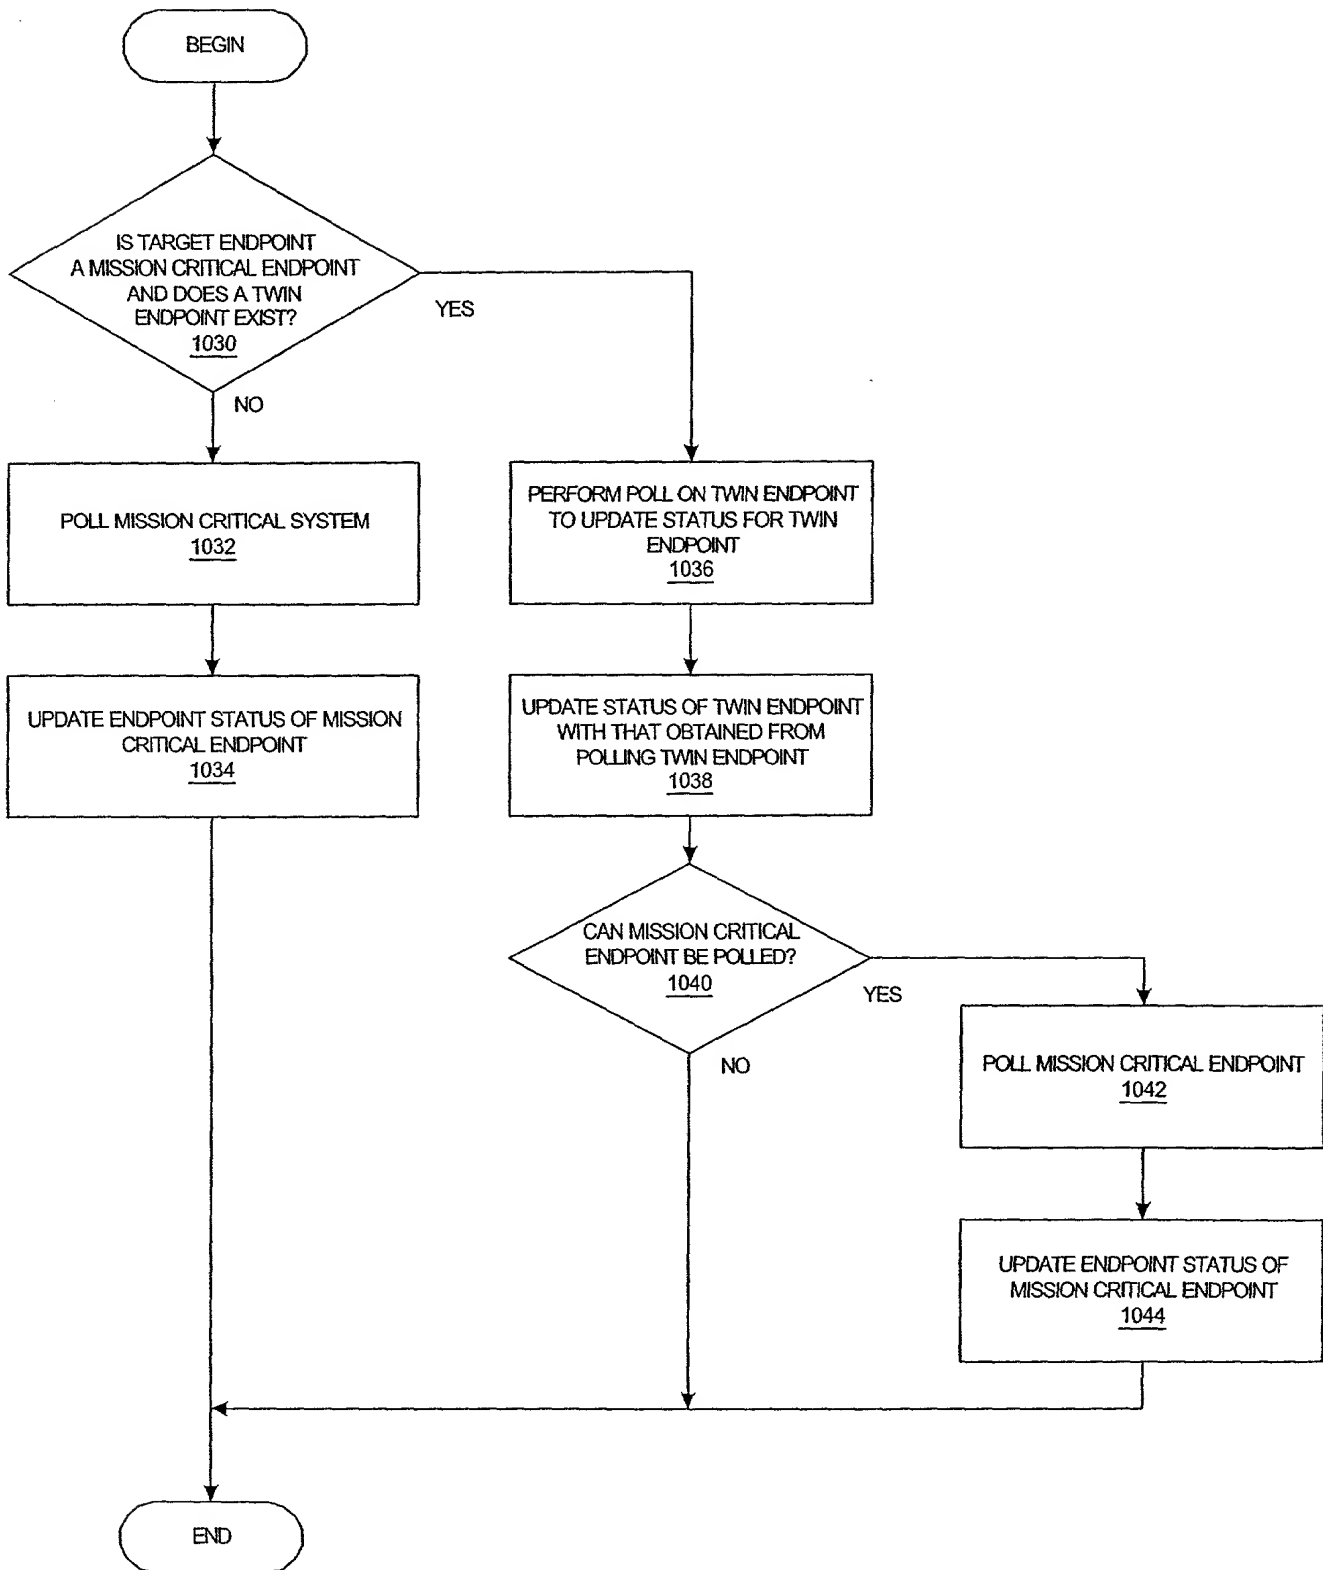 BEGIN
IS TARGET ENDPOINT
A MISSION CRITICAL ENDPOINT
AND DOES A TWIN
ENDPOINT EXIST?
1030
YES
NO
POLL MISSION CRITICAL SYSTEM
1032
PERFORM POLL ON TWIN ENDPOINT
TO UPDATE STATUS FOR TWIN
ENDPOINT
1036
UPDATE ENDPOINT STATUS OF MISSION
CRITICAL ENDPOINT
1034
UPDATE STATUS OF TWIN ENDPOINT
WITH THAT OBTAINED FROM
POLLING TWIN ENDPOINT
1038
CAN MISSION CRITICAL
ENDPOINT BE POLLED?
1040
YES
NO
POLL MISSION CRITICAL ENDPOINT
1042
UPDATE ENDPOINT STATUS OF
MISSION CRITICAL ENDPOINT
1044
END